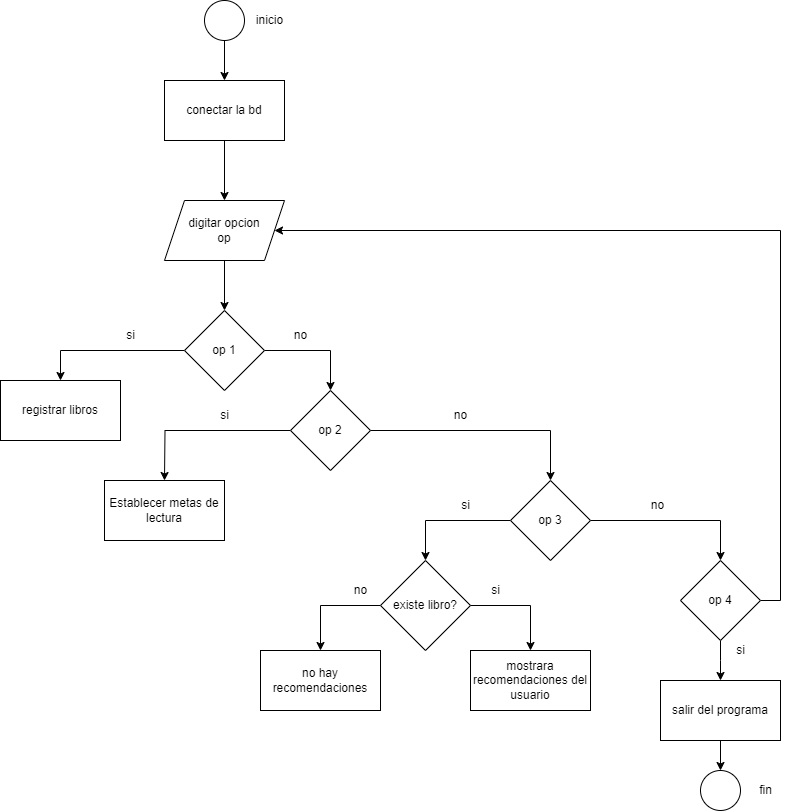 inicio
conectar la bd
digitar opcion
op
si
op 1
no
registrar libros
si
op 2
no
Establecer metas de
lectura
si
op 3
no
no
existe libro?
si
op 4
si
no hay
recomendaciones
mostrara
recomendaciones del
usuario
salir del programa
fin